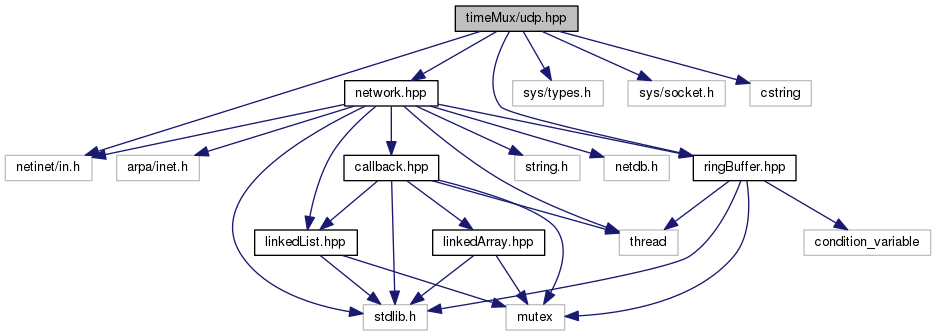 timeMux/udp.hpp
network.hpp
sys/types.h
sys/socket.h
cstring
netinet/in.h
arpa/inet.h
callback.hpp
string.h
netdb.h
ringBuffer.hpp
linkedList.hpp
linkedArray.hpp
thread
condition_variable
stdlib.h
mutex